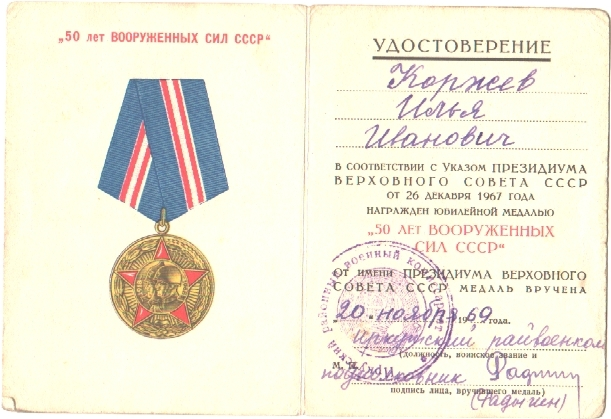 „50 лет ВООРУЖЕННЫХ СИЛ СССР“
УДОСТОВЕРЕНИЕ
Коржев
Илья
Иванович
В СООТВЕТСТВИИ С УКАЗОМ ПРЕЗИДИУМА
ВЕРХОВНОГО СОВЕТА СССР
ОТ 26 ДЕКАБРЯ 1967 ГОДА
НАГРАЖДЕН ЮБИЛЕЙНОЙ МЕДАЛЬЮ
„50 ЛЕТ ВООРУЖЕННЫХ
СИЛ СССР“
ОТ ИМЕНИ ПРЕЗИДИУМА ВЕРХОВНОГО
СОВЕТА СССР МЕДАЛЬ ВРУЧЕНА
„20 ноября 1969 года.
райвоенком
(должность, воинское звание и
М. П.
подполковник
подпись лица, вручившего медаль)
(Радыгин)